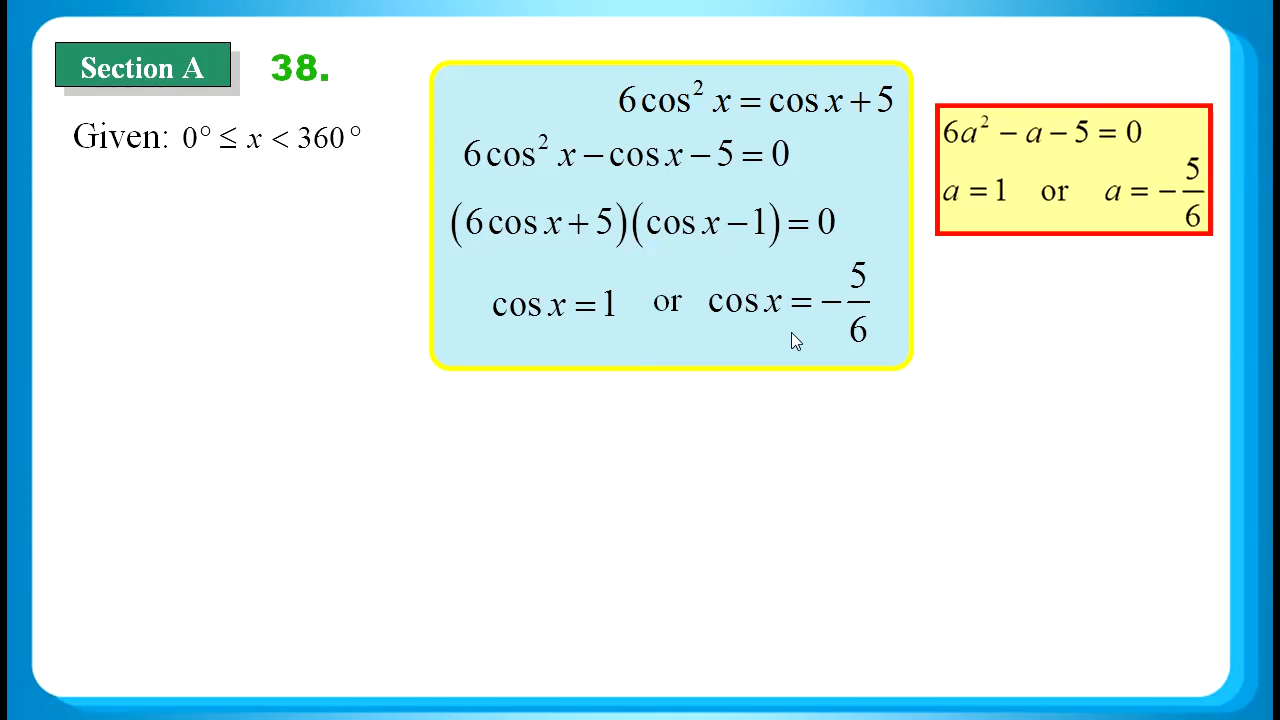 Section A 38.
Given: 0° ≤ x < 360°
6cos² x = cos x + 5
6cos² x − cos x − 5 = 0
(6cos x + 5)(cos x − 1) = 0
cos x = 1 or cos x = −5/6
6a² − a − 5 = 0
a = 1 or a = −5/6